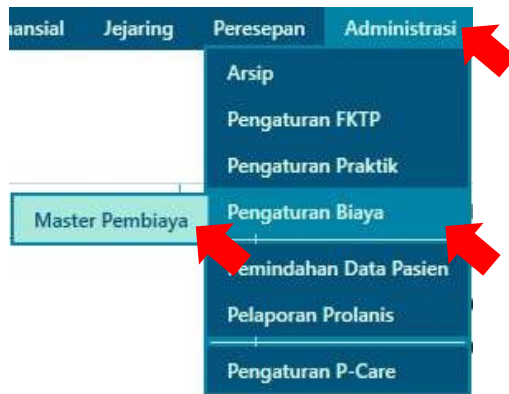 ansial Jejaring Peresepan Administrasi
Arsip
Pengaturan FKTP
Pengaturan Praktik
Master Pembiaya Pengaturan Biaya
Pemindahan Data Pasien
Pelaporan Prolanis
Pengaturan P-Care